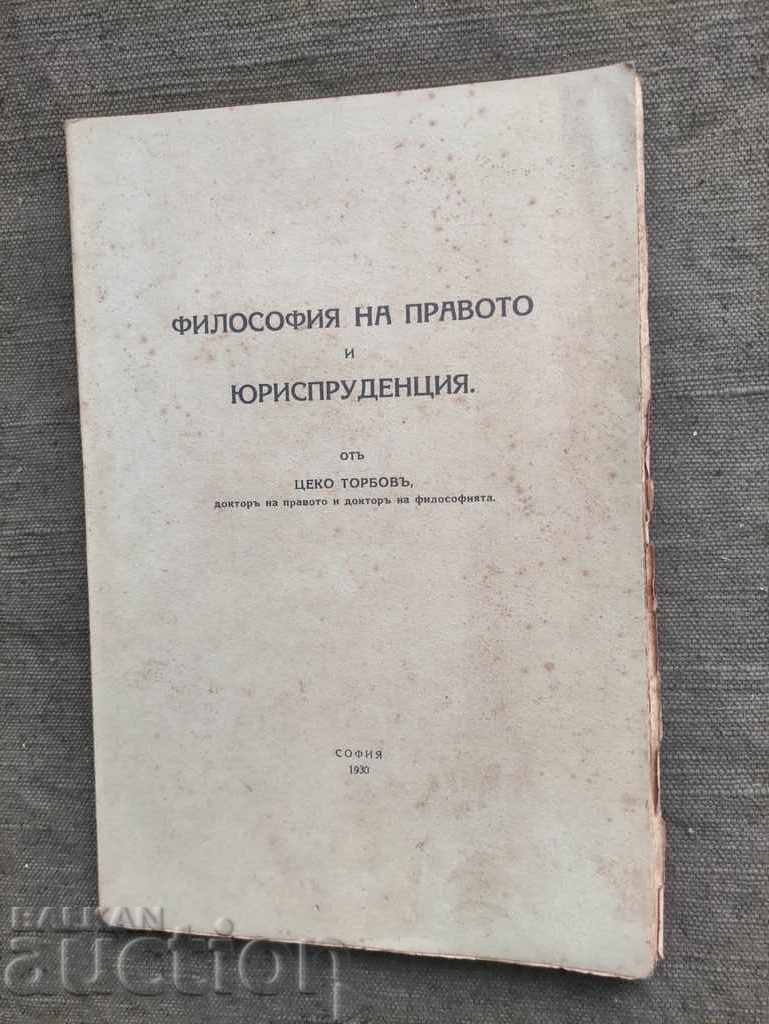 ФИЛОСОФИЯ НА ПРАВОТО
И
ЮРИСПРУДЕНЦИЯ.
ОТЪ
ЦЕКО ТОРБОВЪ,
докторъ на правото и докторъ на философията.
СОФИЯ
1930
BALKAN
auction